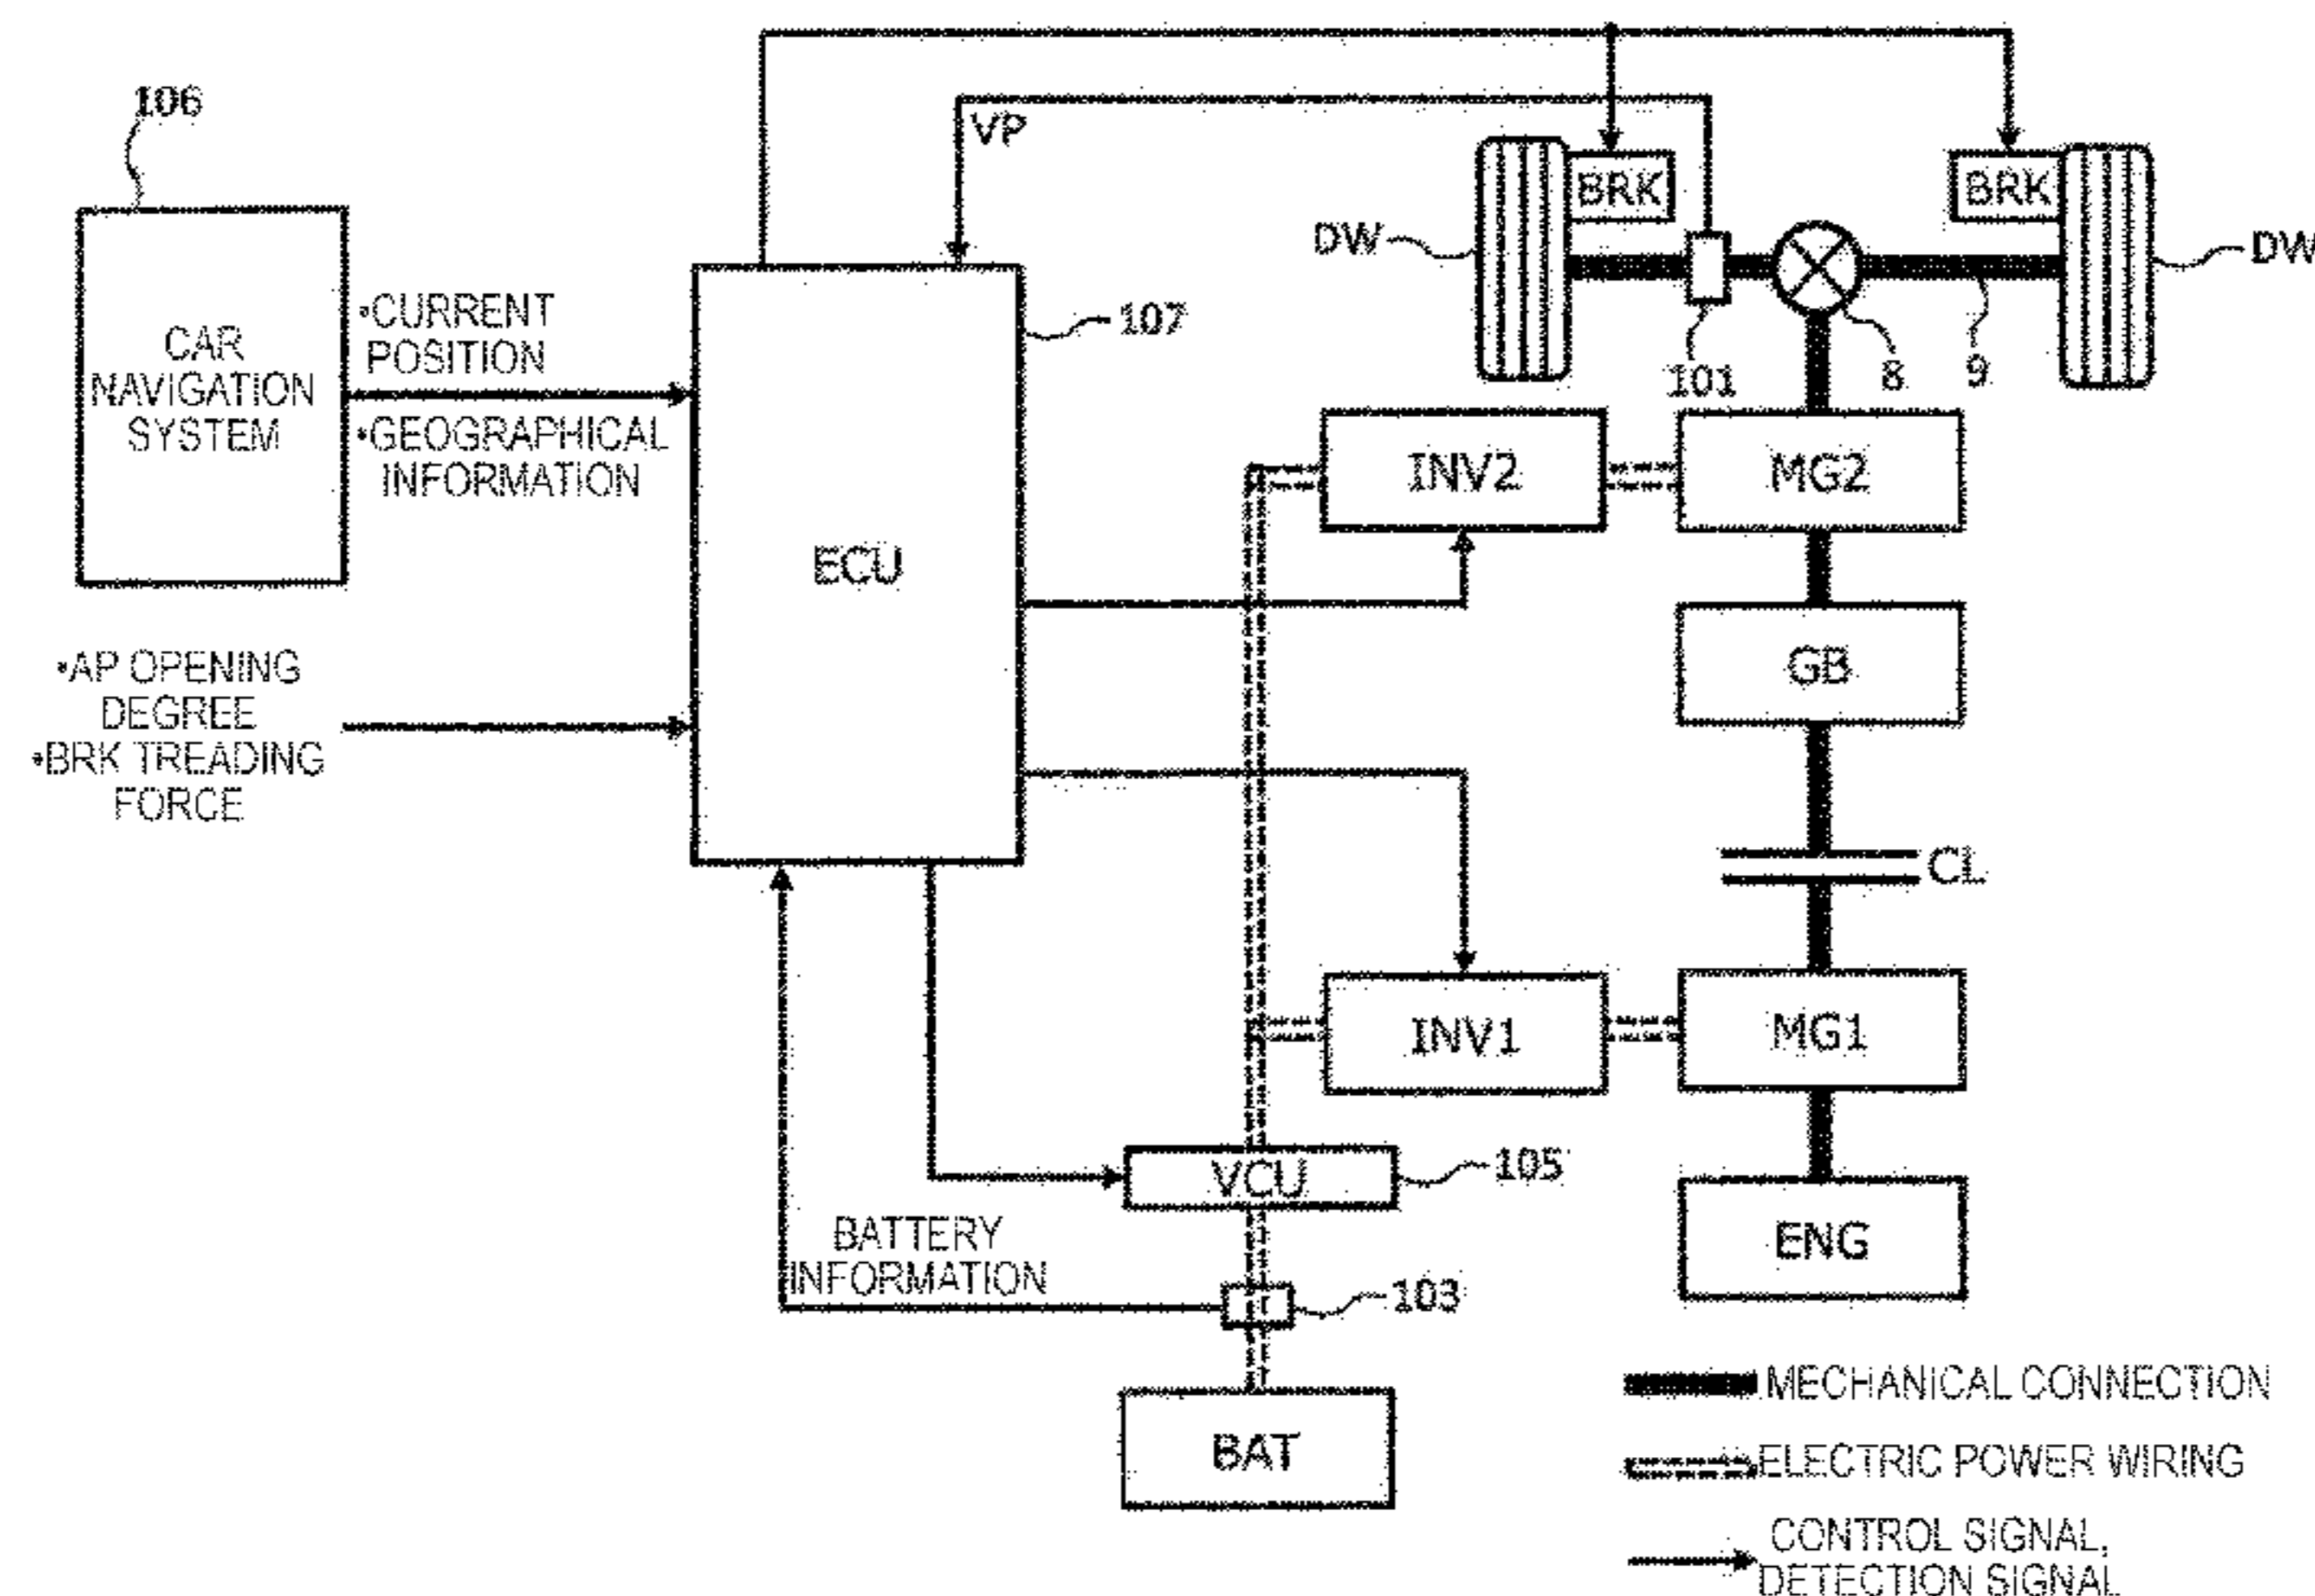 106
VP
BRK
BRK
DW
DW
•CURRENT
POSITION
107
CAR
NAVIGATION
SYSTEM
101
8
9
•GEOGRAPHICAL
INFORMATION
INV2
MG2
ECU
•AP OPENING
DEGREE
•BRK TREADING
FORCE
GB
CL
INV1
MG1
VCU
105
BATTERY
INFORMATION
ENG
103
BAT
MECHANICAL CONNECTION
ELECTRIC POWER WIRING
CONTROL SIGNAL,
DETECTION SIGNAL